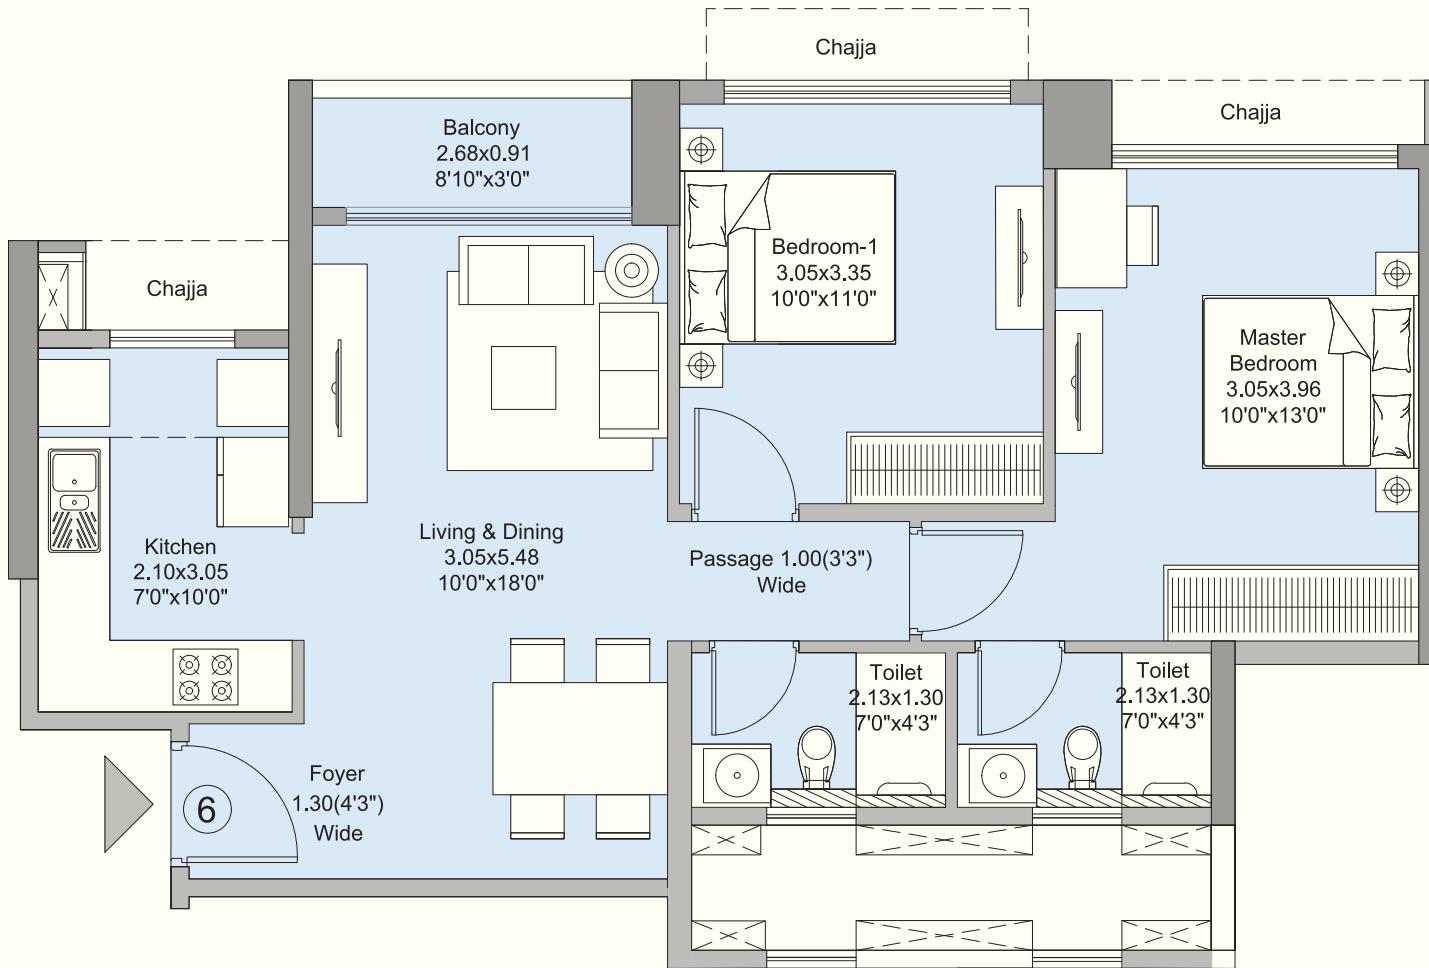 Chajja
Chajja
Balcony
2.68x0.91
8'10"x3'0"
Bedroom-1
3.05x3.35
10'0"x11'0"
Chajja
Master
Bedroom
3.05x3.96
10'0"x13'0"
Living & Dining
3.05x5.48
10'0"x18'0"
Kitchen
2.10x3.05
7'0"x10'0"
Passage 1.00(3'3")
Wide
Toilet
2.13x1.30
7'0"x4'3"
Toilet
2.13x1.30
7'0"x4'3"
Foyer
1.30(4'3")
Wide
6